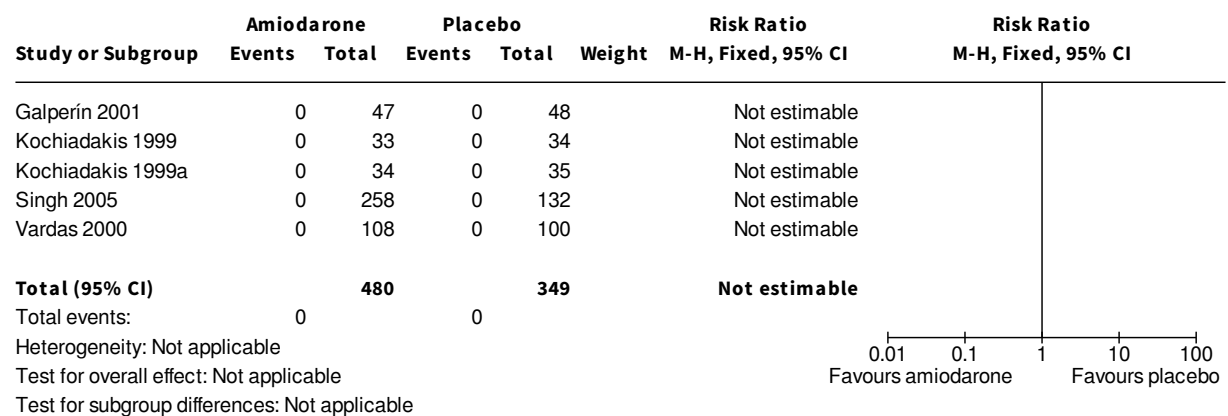 Amiodarone Placebo Risk Ratio Risk Ratio
Study or Subgroup Events Total Events Total Weight M-H, Fixed, 95% CI M-H, Fixed, 95% CI
Galperín 2001 0 47 0 48 Not estimable
Kochiadakis 1999 0 33 0 34 Not estimable
Kochiadakis 1999a 0 34 0 35 Not estimable
Singh 2005 0 258 0 132 Not estimable
Vardas 2000 0 108 0 100 Not estimable
Total (95% CI) 480 349 Not estimable
Total events: 0 0
Heterogeneity: Not applicable
0.01 0.1 1 10 100
Test for overall effect: Not applicable Favours amiodarone Favours placebo
Test for subgroup differences: Not applicable